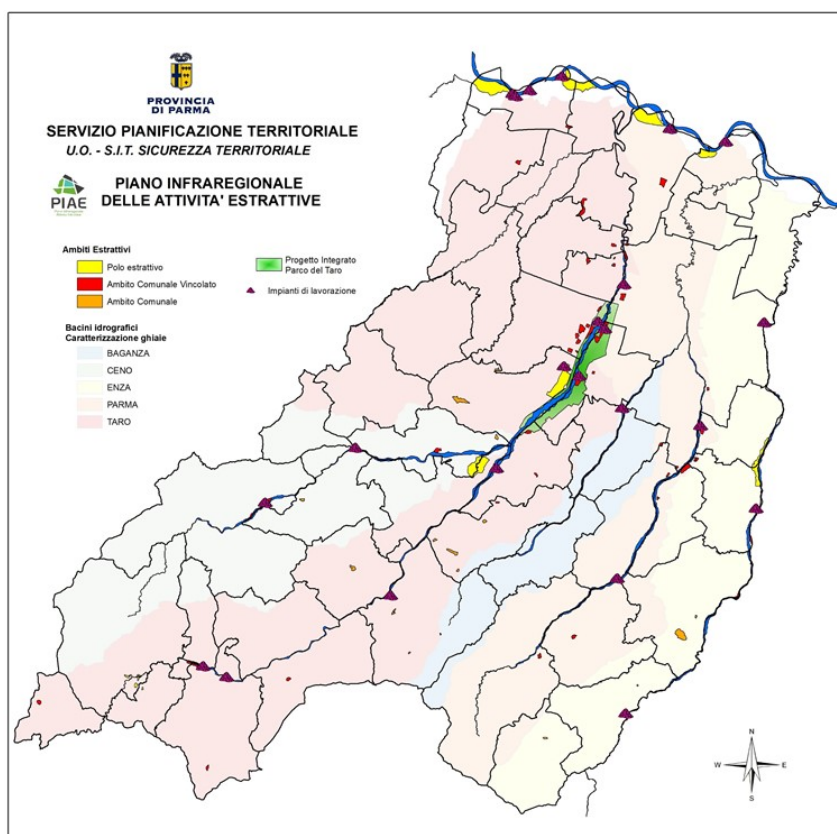 PROVINCIA
DI PARMA
SERVIZIO PIANIFICAZIONE TERRITORIALE
U.O. - S.I.T. SICUREZZA TERRITORIALE
PIAE
PIANO INFRAREGIONALE
DELLE ATTIVITA' ESTRATTIVE
Ambiti Estrattivi
Polo estrattivo
Ambito Comunale Vincolato
Ambito Comunale
Progetto Integrato
Parco del Taro
Impianti di lavorazione
Bacini idrografici
Caratterizzazione ghiaie
BAGANZA
CENO
ENZA
PARMA
TARO
N
W
E
S